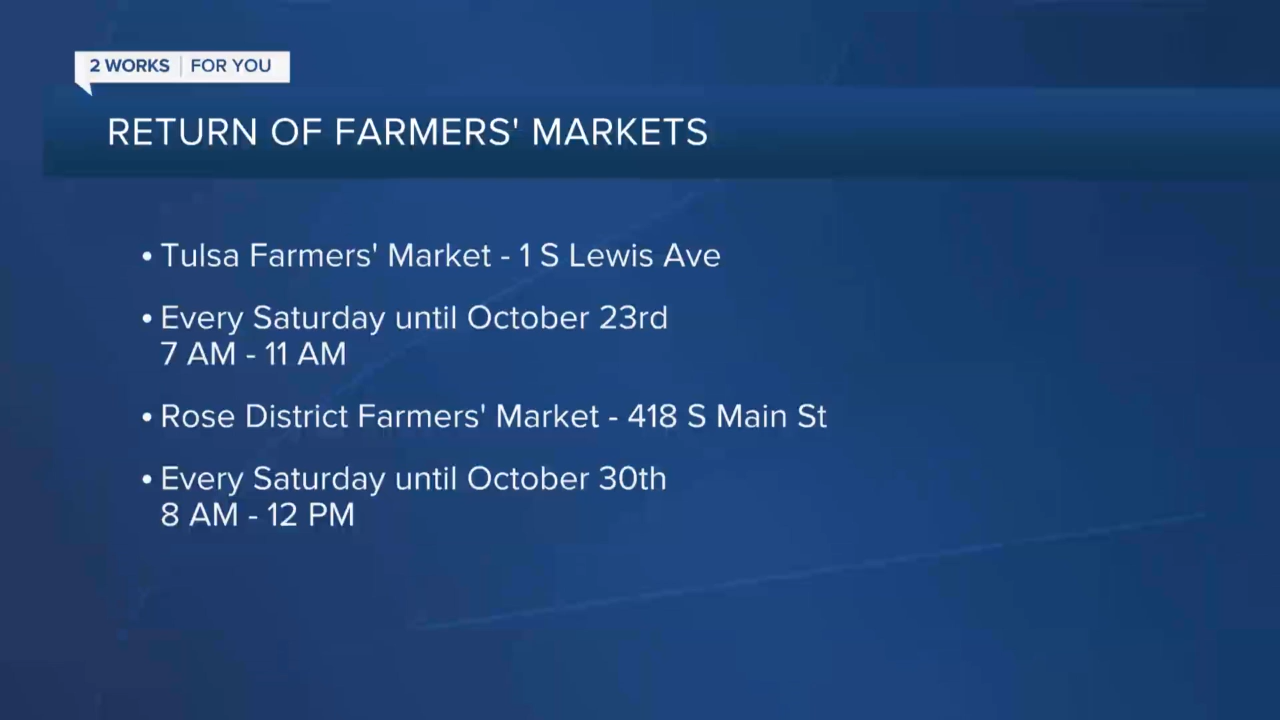 2 WORKS | FOR YOU
RETURN OF FARMERS' MARKETS
• Tulsa Farmers' Market - 1 S Lewis Ave
• Every Saturday until October 23rd
7 AM - 11 AM
• Rose District Farmers' Market - 418 S Main St
• Every Saturday until October 30th
8 AM - 12 PM